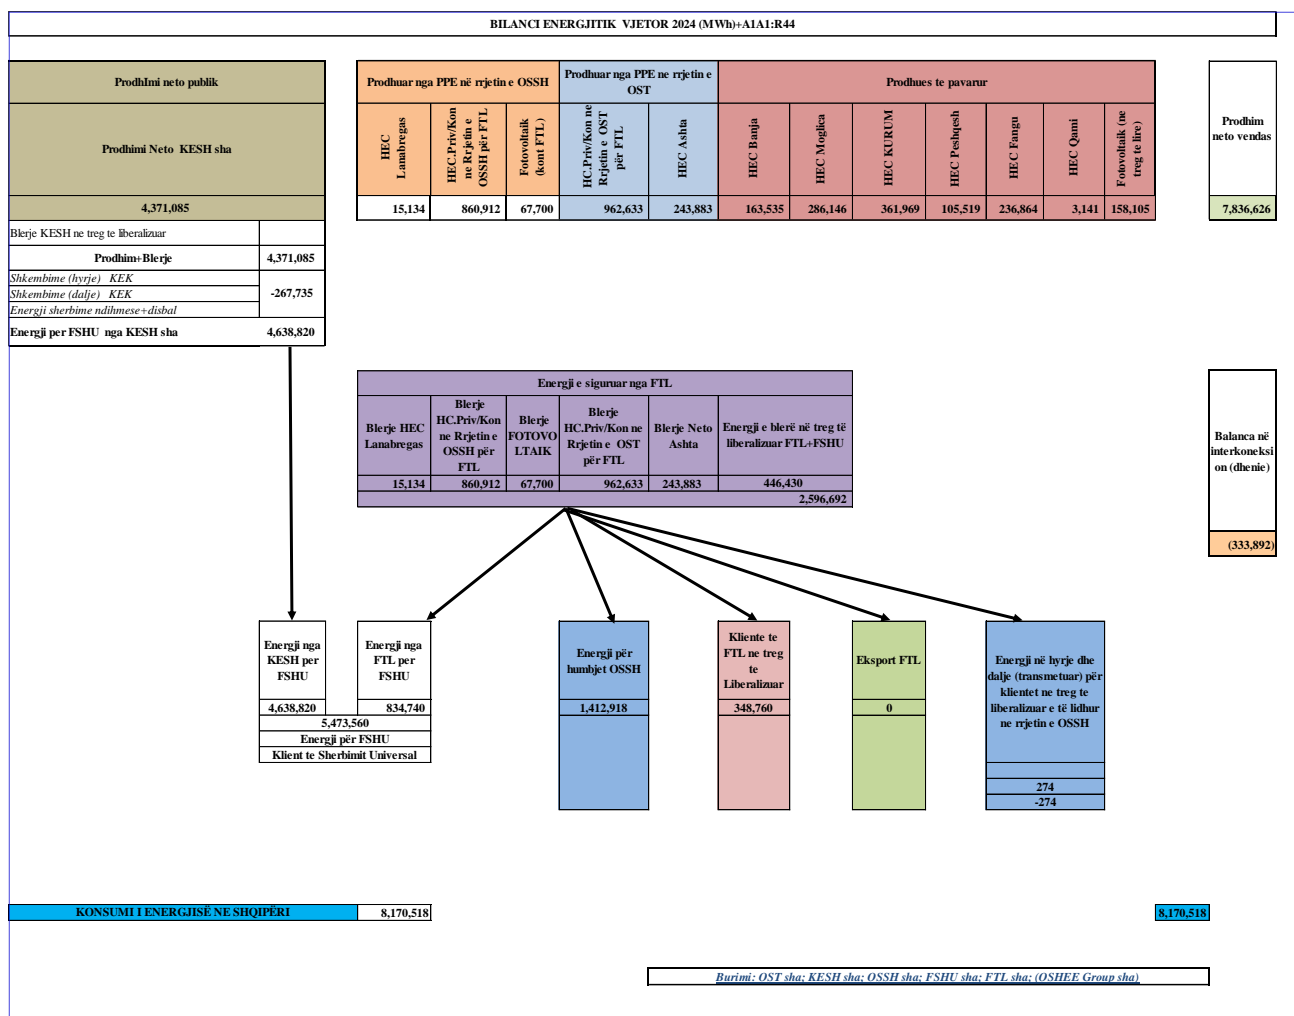 BILANCI ENERGJITIK  VJETOR 2024 (MWh)+A1A1:R44
ProdhImi neto publik
Prodhimi Neto  KESH sha
4,371,085
Blerje KESH ne treg te liberalizuar
Prodhim+Blerje
4,371,085
Shkembime (hyrje)   KEK
Shkembime (dalje)   KEK
-267,735
Energji sherbime ndihmese+disbal
Energji per FSHU  nga KESH sha
4,638,820
Prodhuar nga PPE në rrjetin e OSSH
HEC
Lanabregas
HEC.Priv/Kon
ne Rrjetin e
OSSH për FTL
Fotovoltaik
(kont FTL)
15,134
860,912
67,700
Prodhuar nga PPE ne rrjetin e
OST
HC.Priv/Kon ne
Rrjetin e  OST
për FTL
HEC Ashta
962,633
243,883
Prodhues te pavarur
HEC Banja
HEC Moglica
HEC KURUM
HEC Peshqesh
HEC Fangu
HEC Qami
Fotovoltaik (ne
treg te lire)
163,535
286,146
361,969
105,519
236,864
3,141
158,105
Prodhim
neto vendas
7,836,626
Energji e siguruar nga FTL
Blerje HEC
Lanabregas
Blerje
HC.Priv/Kon
ne Rrjetin e
OSSH për
FTL
Blerje
FOTOVO
LTAIK
Blerje
HC.Priv/Kon ne
Rrjetin e  OST
për FTL
Blerje Neto
Ashta
Energji e blerë në treg të
liberalizuar FTL+FSHU
15,134
860,912
67,700
962,633
243,883
446,430
2,596,692
Balanca në
interkoneksi
on (dhenie)
(333,892)
Energji nga
KESH per
FSHU
4,638,820
Energji nga
FTL per
FSHU
834,740
5,473,560
Energji për FSHU
Klient te Sherbimit Universal
Energji për
humbjet OSSH
1,412,918
Kliente te
FTL ne treg
te
Liberalizuar
348,760
Eksport FTL
0
Energji në hyrje dhe
dalje (transmetuar) për
klientet ne treg te
liberalizuar e të lidhur
ne rrjetin e OSSH
274
-274
KONSUMI I ENERGJISË NE SHQIPËRI
8,170,518
8,170,518
Burimi: OST sha; KESH sha; OSSH sha; FSHU sha; FTL sha; (OSHEE Group sha)